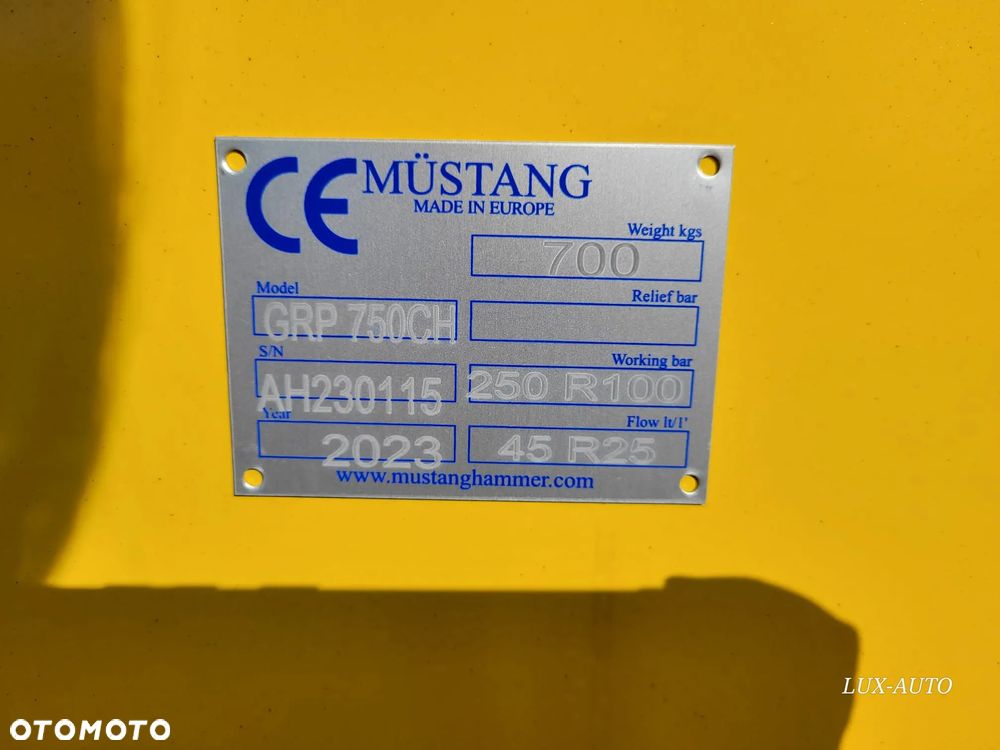 CE MÜSTANG
MADE IN EUROPE
Weight kgs
700
Model
GRP 750CH
Relief bar
S/N
AH230115
Working bar
250 R100
Year
2023
Flow lt/1'
45 R25
www.mustanghammer.com
LUX-AUTO
OTOMOTO